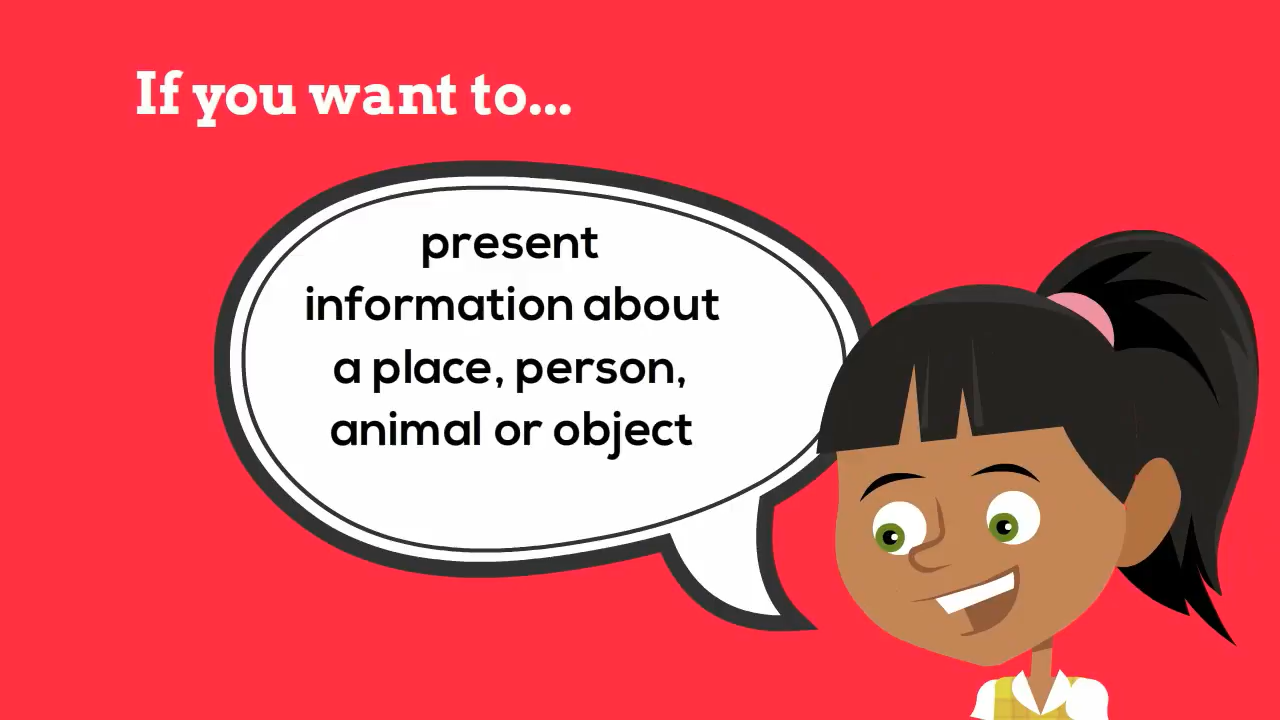 If you want to...
present
information about
a place, person,
animal or object